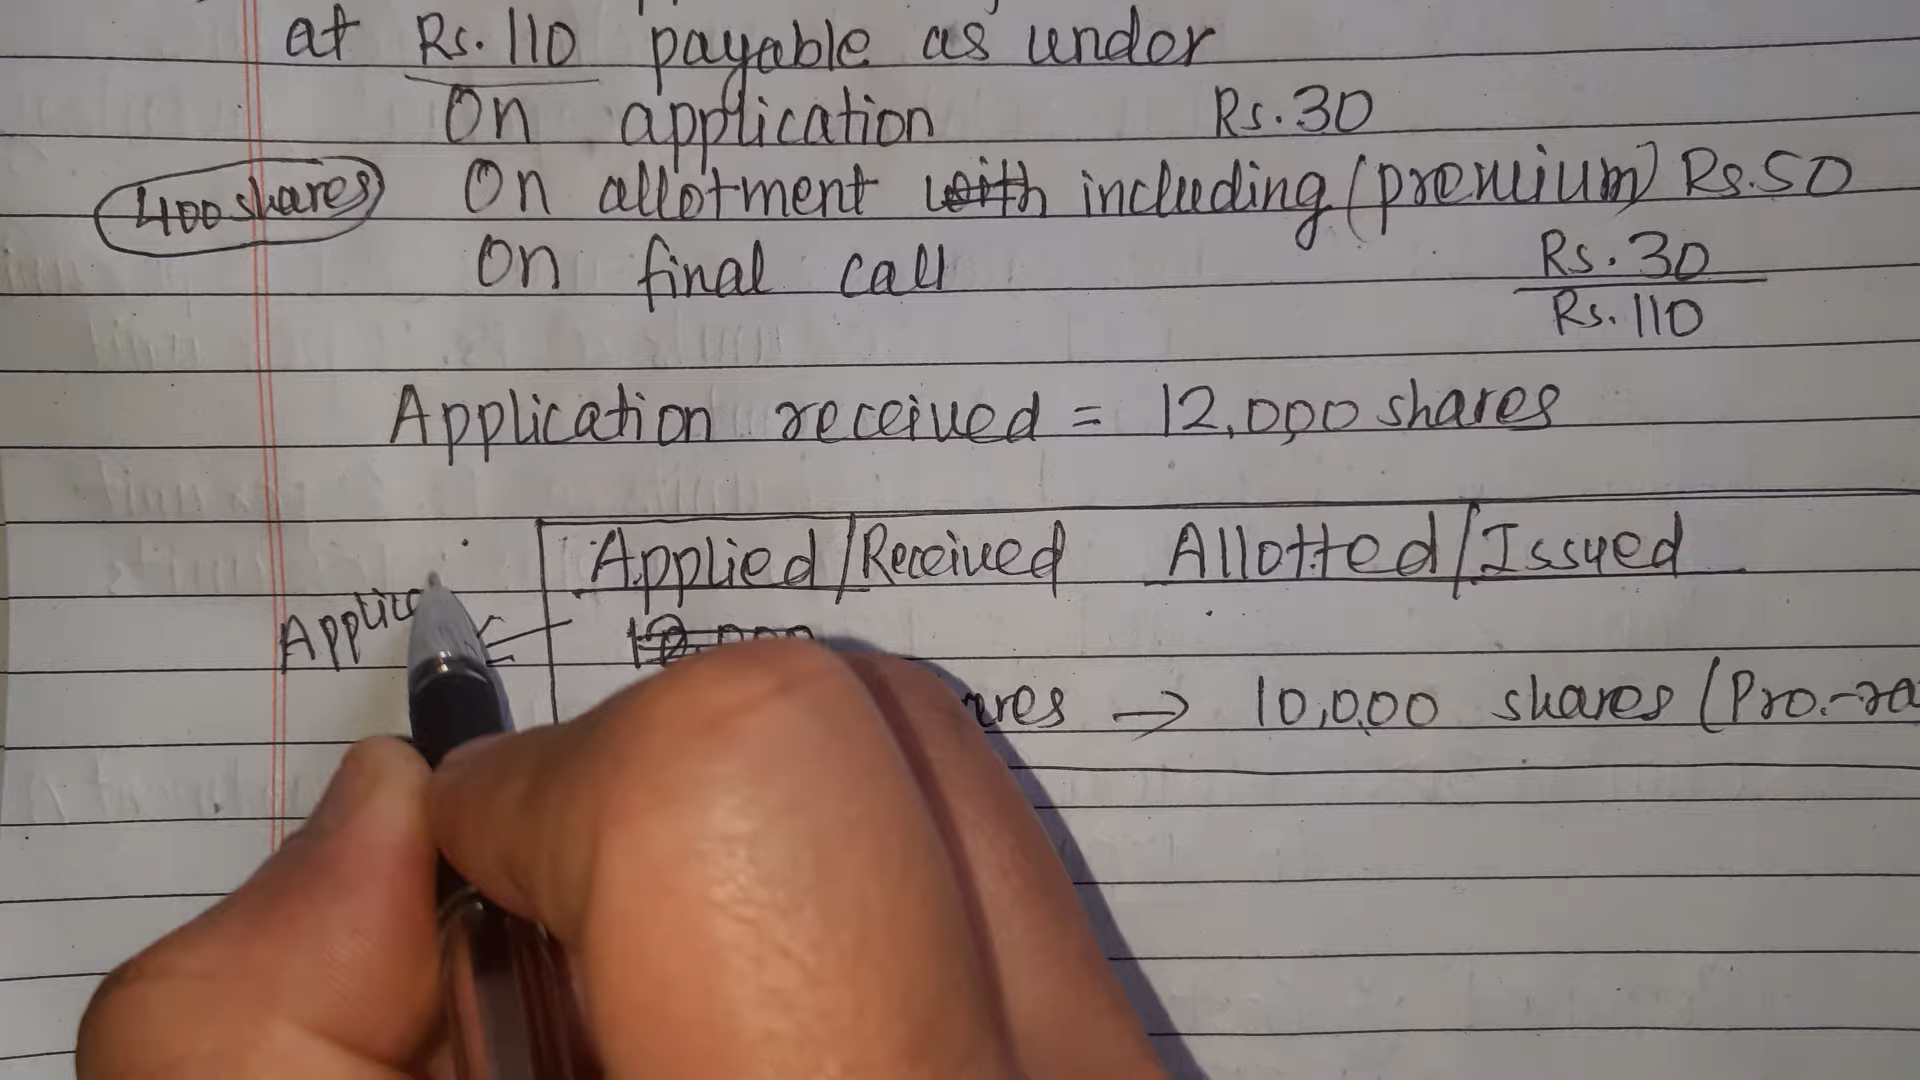 at Rs. 110 payable as under
On application Rs. 30
400 shares On allotment with including (premium) Rs. 50
On final call Rs. 30
Rs. 110
Application received = 12,000 shares
Applied/Received Allotted/Issued
Applica
→ 10,000 shares (Pro-ra